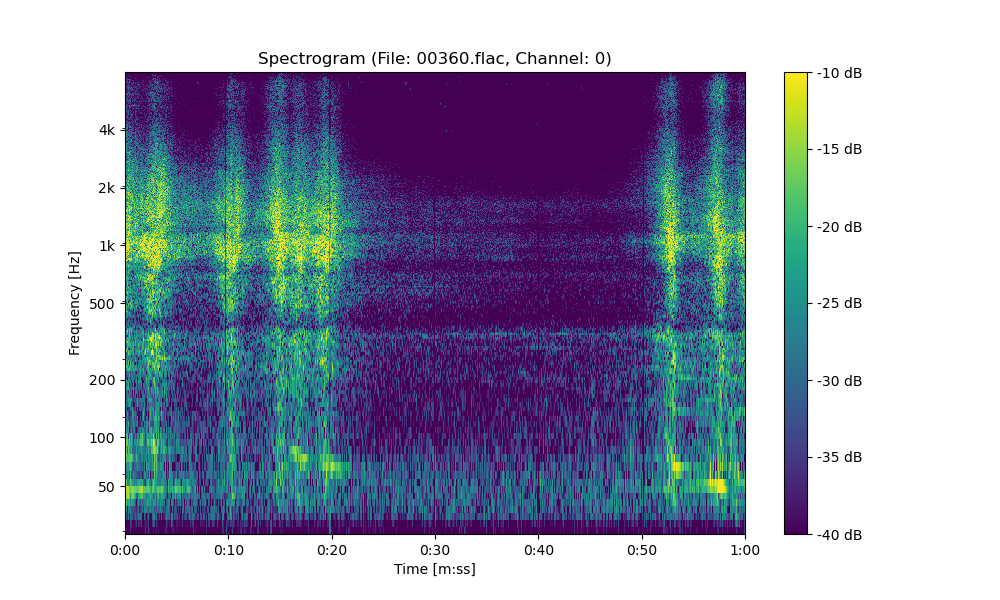 Spectrogram (File: 00360.flac, Channel: 0)
Frequency [Hz]
4k
2k
1k
500
200
100
50
0:00 0:10 0:20 0:30 0:40 0:50 1:00
Time [m:ss]
-10 dB
-15 dB
-20 dB
-25 dB
-30 dB
-35 dB
-40 dB